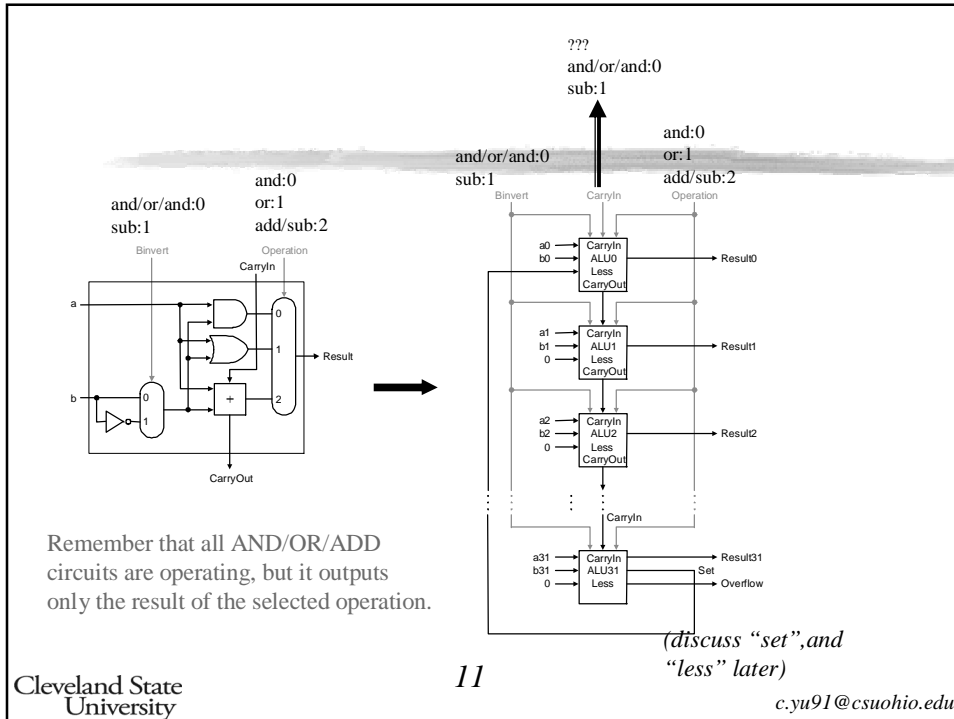 ???
and/or/and:0
sub:1
and/or/and:0
sub:1
and:0
or:1
add/sub:2
Binvert
CarryIn
Operation
and/or/and:0
sub:1
and:0
or:1
add/sub:2
Binvert
Operation
CarryIn
a
0
1
Result
b
0
1
+
2
CarryOut
a0
b0
CarryIn
ALU0
Less
CarryOut
Result0
a1
b1
0
CarryIn
ALU1
Less
CarryOut
Result1
a2
b2
0
CarryIn
ALU2
Less
CarryOut
Result2
CarryIn
a31
b31
0
CarryIn
ALU31
Less
Result31
Set
Overflow
Remember that all AND/OR/ADD
circuits are operating, but it outputs
only the result of the selected operation.
(discuss “set”,and
“less” later)
Cleveland State
University
11
c.yu91@csuohio.edu